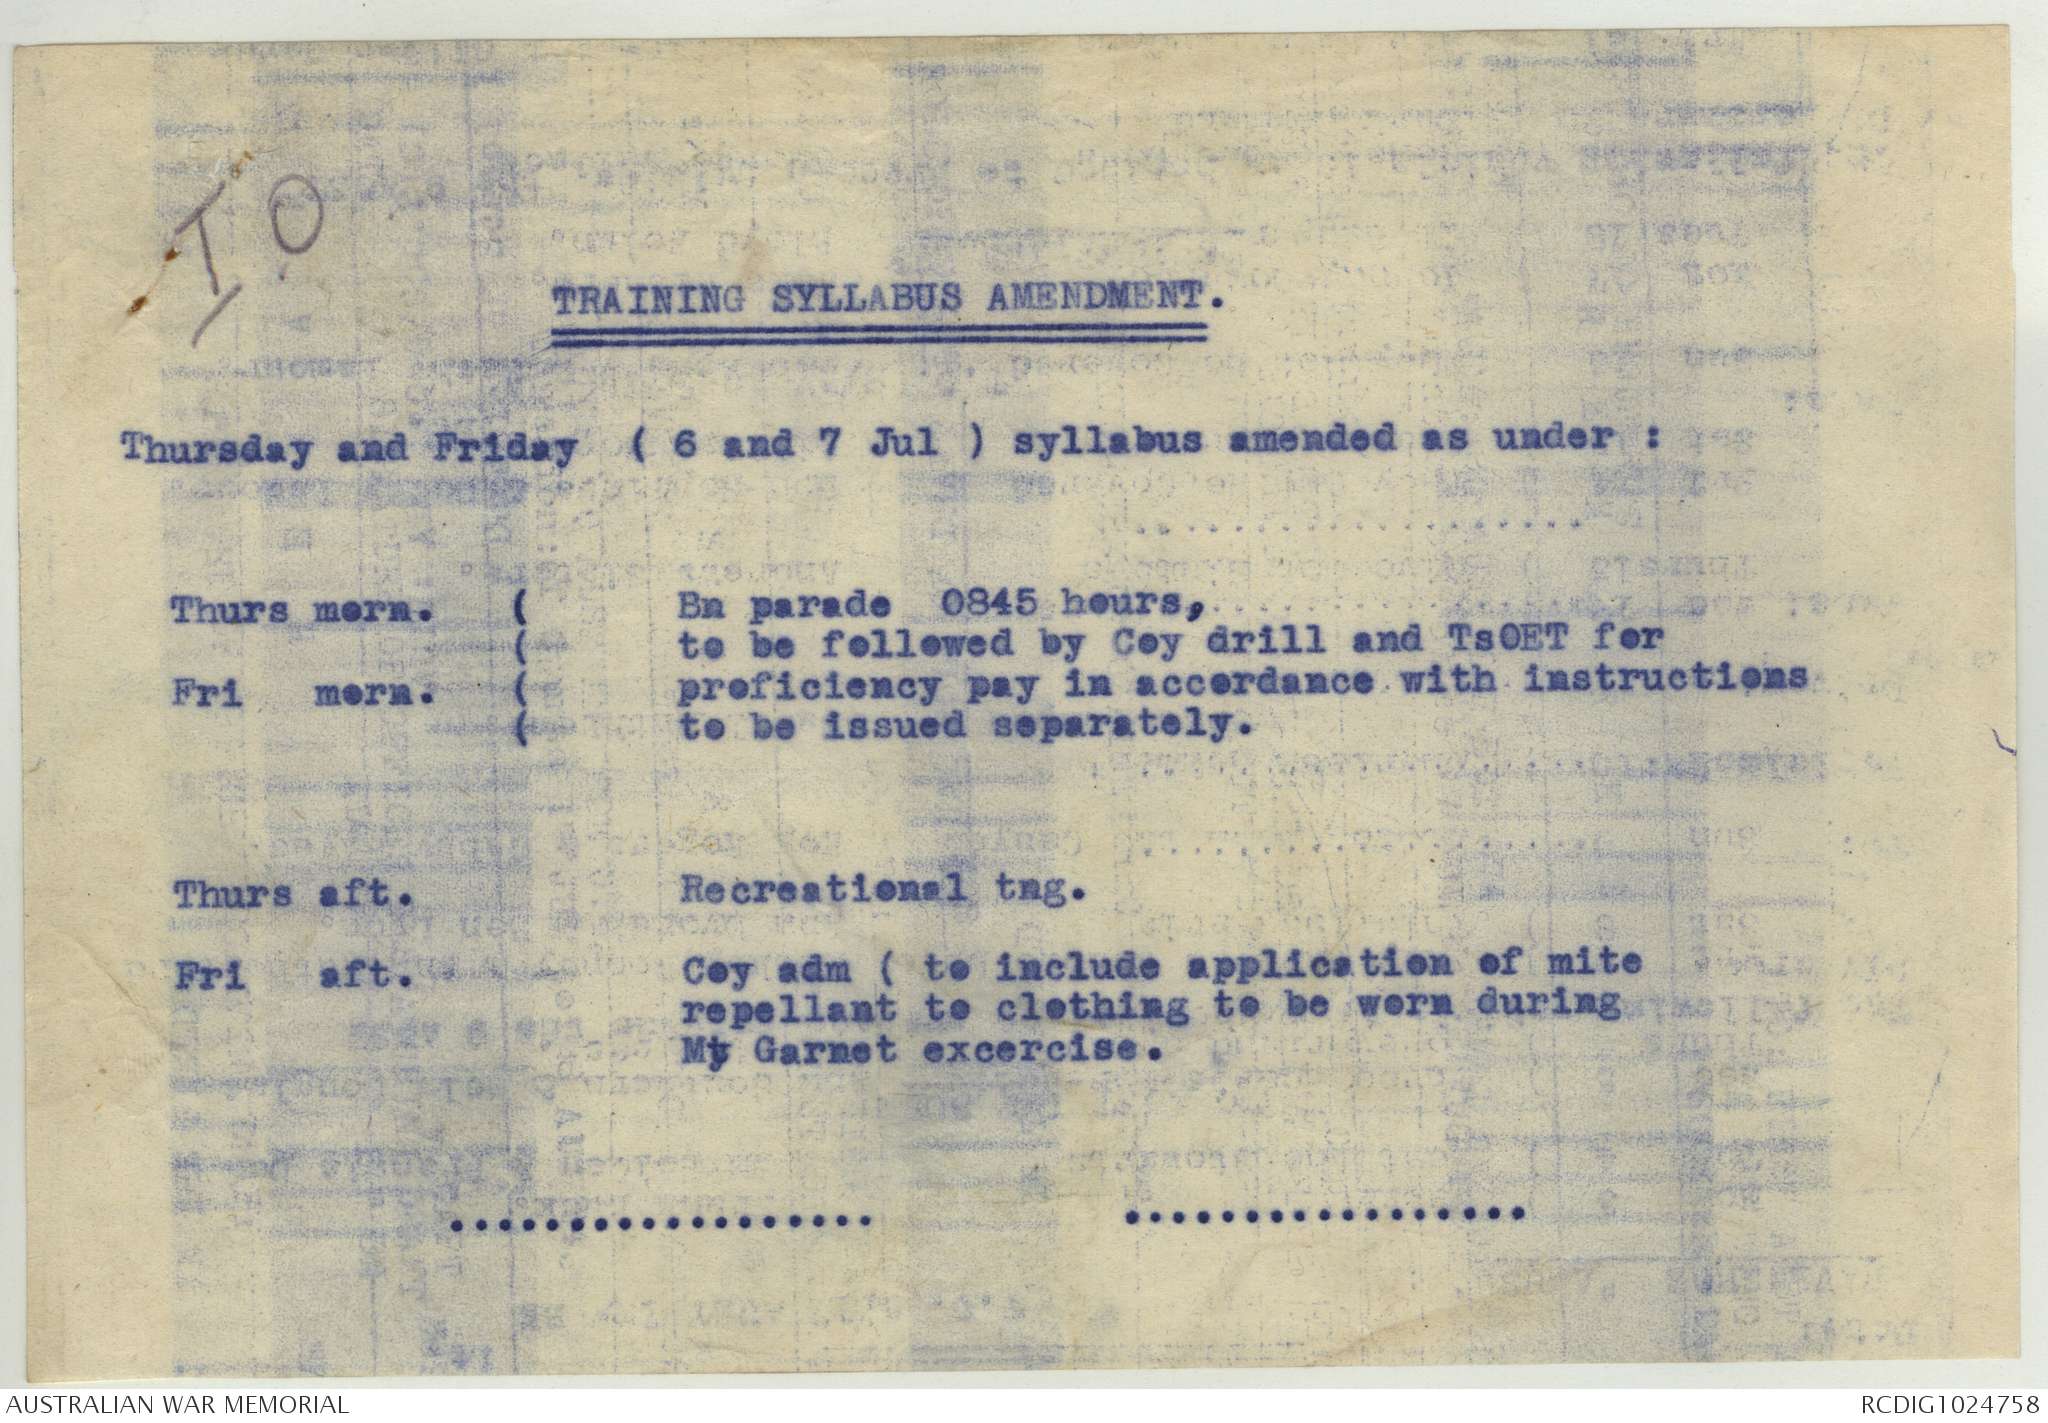 IO
TRAINING SYLLABUS AMENDMENT.
Thursday and Friday ( 6 and 7 Jul ) syllabus amended as under :
Thurs morn. ( Bn parade 0845 hours,
( to be followed by Coy drill and TsOET for
Fri morn. ( proficiency pay in accordance with instructions
( to be issued separately.
Thurs aft. Recreational tng.
Fri aft. Coy adm ( to include application of mite
repellant to clothing to be worn during
Mt Garnet excercise.
.................. .................
AUSTRALIAN WAR MEMORIAL
RCDIG1024758